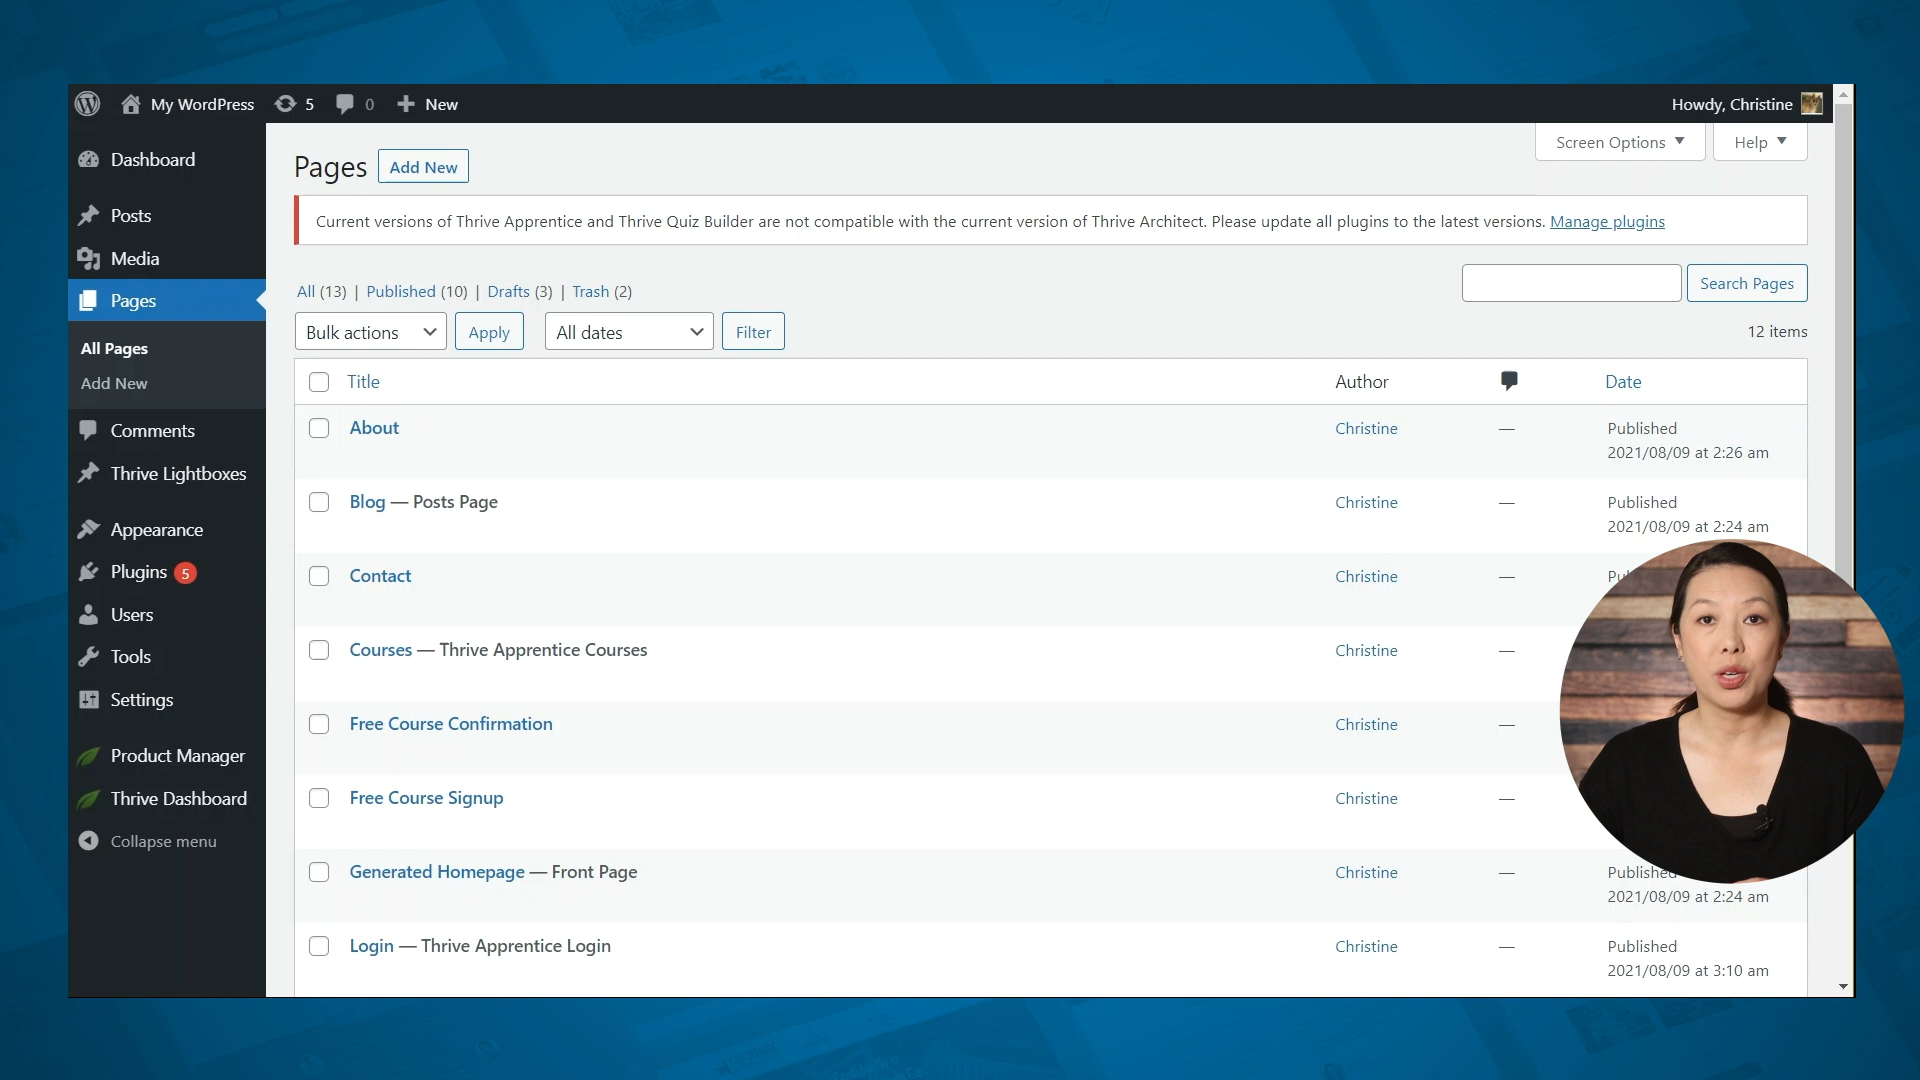 My WordPress 5 0 New Howdy, Christine
Dashboard
Posts
Media
Pages
All Pages
Add New
Comments
Thrive Lightboxes
Appearance
Plugins 5
Users
Tools
Settings
Product Manager
Thrive Dashboard
Collapse menu
Screen Options Help
Pages Add New
Current versions of Thrive Apprentice and Thrive Quiz Builder are not compatible with the current version of Thrive Architect. Please update all plugins to the latest versions. Manage plugins
All (13) | Published (10) | Drafts (3) | Trash (2)
Search Pages
Bulk actions Apply All dates Filter
12 items
Title Author Date
About Christine — Published
2021/08/09 at 2:26 am
Blog — Posts Page Christine — Published
2021/08/09 at 2:24 am
Contact Christine —
Courses — Thrive Apprentice Courses Christine —
Free Course Confirmation Christine —
Free Course Signup Christine —
Generated Homepage — Front Page Christine — Published
2021/08/09 at 2:24 am
Login — Thrive Apprentice Login Christine — Published
2021/08/09 at 3:10 am